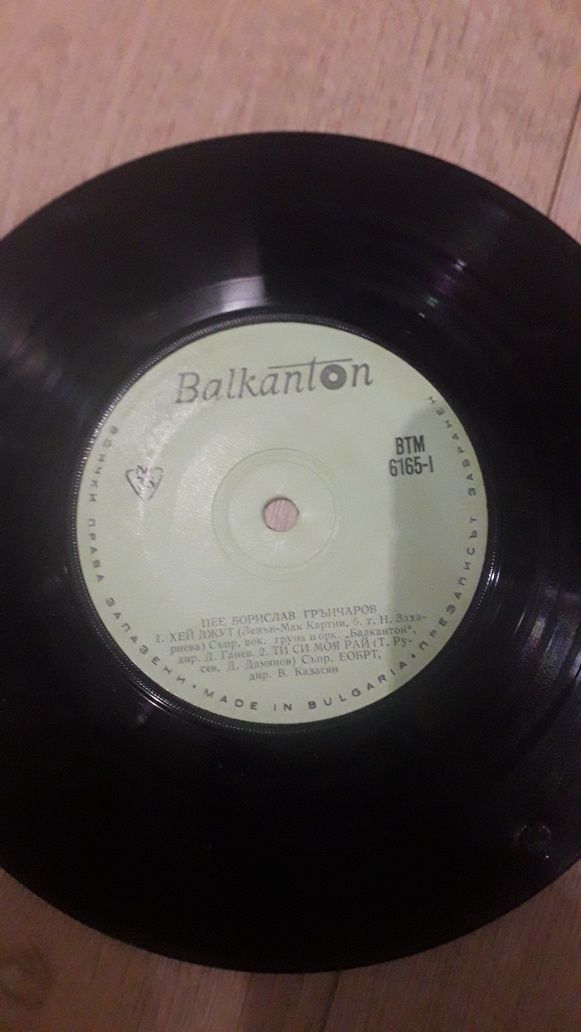 Balkanton
ВТМ
6165-I
ПЕЕ БОРИСЛАВ ГРЪНЧАРОВ
1. ХЕЙ ДЖУТ (Ленън-Мак Картни, б. т. Н. Заха-
риева) Съпр. вок. група и орк. „Балкантон“,
дир. Д. Ганев. 2. ТИ СИ МОЯ РАЙ (Т. Ру-
сев, Д. Дамянов) Съпр. ЕОБРТ,
дир. В. Казасян
ВСИЧКИ ПРАВА ЗАПАЗЕНИ • MADE IN BULGARIA • ПРЕЗАПИСЪТ ЗАБРАНЕН